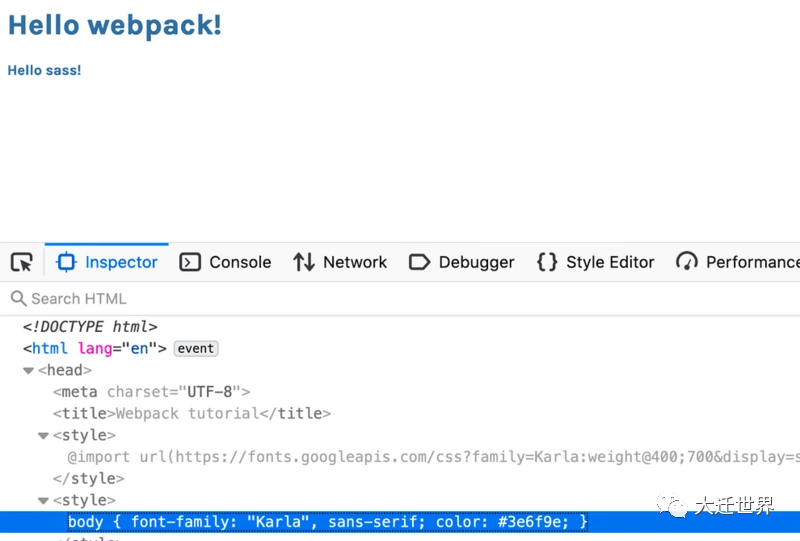 Hello webpack!
Hello sass!
Inspector Console Network Debugger {} Style Editor Performance
Search HTML
<!DOCTYPE html>
<html lang="en"> event
<head>
<meta charset="UTF-8">
<title>Webpack tutorial</title>
<style>
@import url(https://fonts.googleapis.com/css?family=Karla:weight@400;700&display=s
</style>
<style>
body { font-family: "Karla", sans-serif; color: #3e6f9e; }
大迁世界